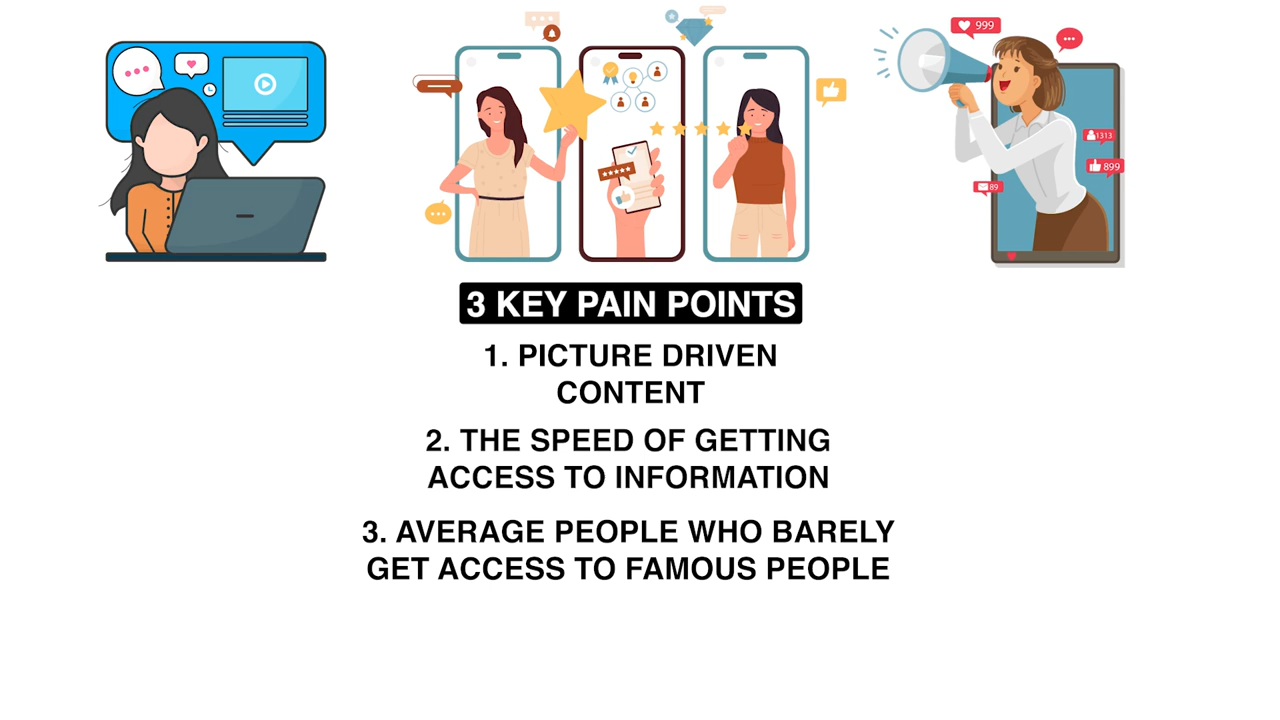 999
1313
899
89
3 KEY PAIN POINTS
1. PICTURE DRIVEN
CONTENT
2. THE SPEED OF GETTING
ACCESS TO INFORMATION
3. AVERAGE PEOPLE WHO BARELY
GET ACCESS TO FAMOUS PEOPLE